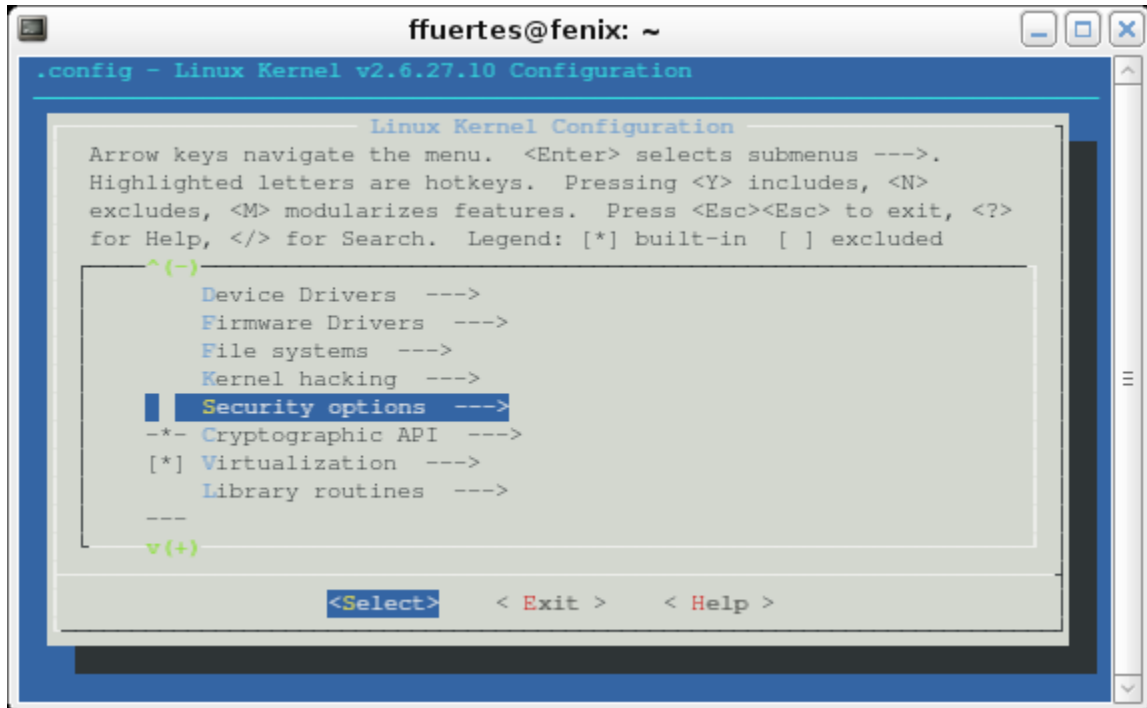 ffuertes@fenix: ~
.config - Linux Kernel v2.6.27.10 Configuration
Linux Kernel Configuration
Arrow keys navigate the menu.  <Enter> selects submenus --->.
Highlighted letters are hotkeys.  Pressing <Y> includes, <N>
excludes, <M> modularizes features.  Press <Esc><Esc> to exit, <?>
for Help, </> for Search.  Legend: [*] built-in  [ ] excluded
^(-)
Device Drivers  --->
Firmware Drivers  --->
File systems  --->
Kernel hacking  --->
Security options  --->
-*- Cryptographic API  --->
[*] Virtualization  --->
Library routines  --->
---
v(+)
<Select>    < Exit >    < Help >